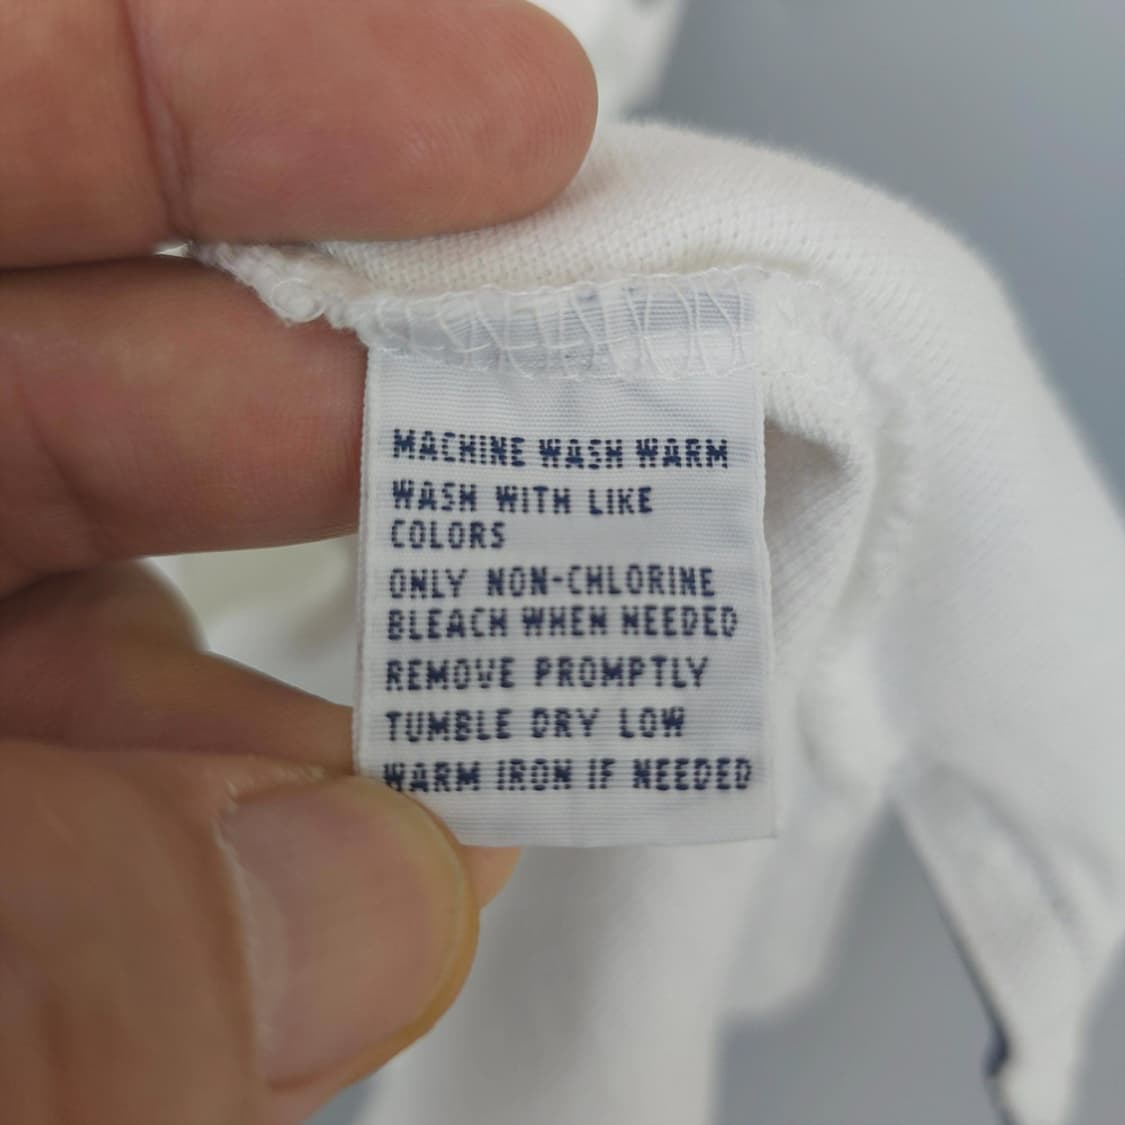 MACHINE WASH WARM
WASH WITH LIKE
COLORS
ONLY NON-CHLORINE
BLEACH WHEN NEEDED
REMOVE PROMPTLY
TUMBLE DRY LOW
WARM IRON IF NEEDED